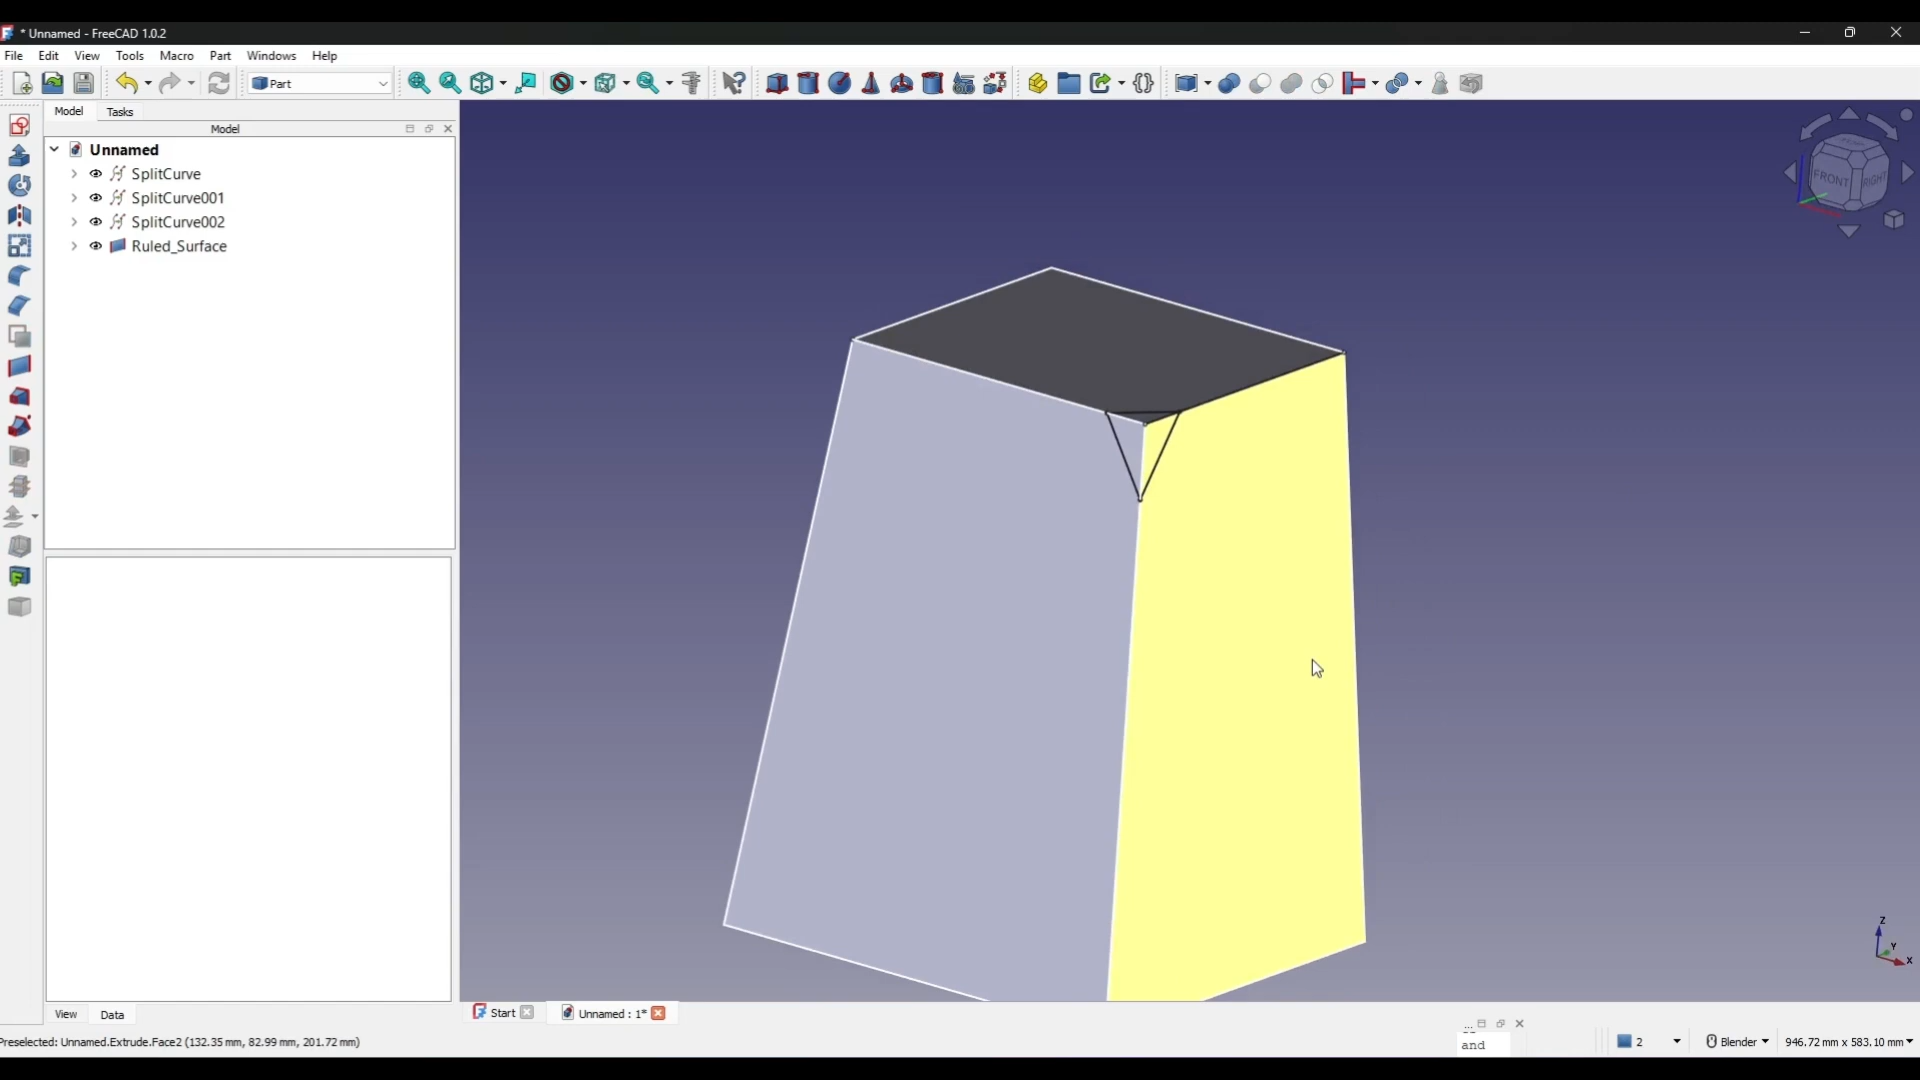 * Unnamed - FreeCAD 1.0.2
File Edit View Tools Macro Part Windows Help
Part
Model Tasks
Model
Unnamed
SplitCurve
SplitCurve001
SplitCurve002
Ruled_Surface
FRONT RIGHT
Z
Y
X
View Data
Start Unnamed : 1*
Preselected: Unnamed.Extrude.Face2 (132.35 mm, 82.99 mm, 201.72 mm)
...
and
2 Blender 946.72 mm x 583.10 mm